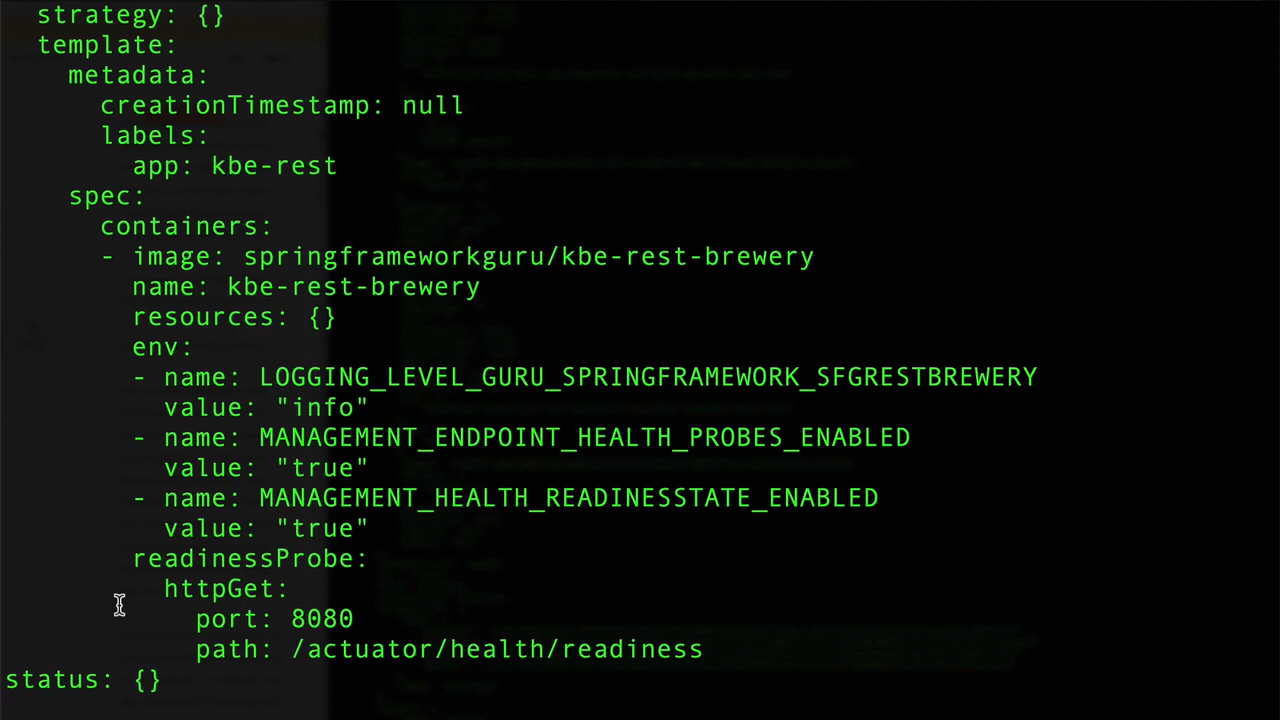 strategy: {}
template:
metadata:
creationTimestamp: null
labels:
app: kbe-rest
spec:
containers:
- image: springframeworkguru/kbe-rest-brewery
name: kbe-rest-brewery
resources: {}
env:
- name: LOGGING_LEVEL_GURU_SPRINGFRAMEWORK_SFGRESTBREWERY
value: "info"
- name: MANAGEMENT_ENDPOINT_HEALTH_PROBES_ENABLED
value: "true"
- name: MANAGEMENT_HEALTH_READINESSTATE_ENABLED
value: "true"
readinessProbe:
httpGet:
port: 8080
path: /actuator/health/readiness
status: {}